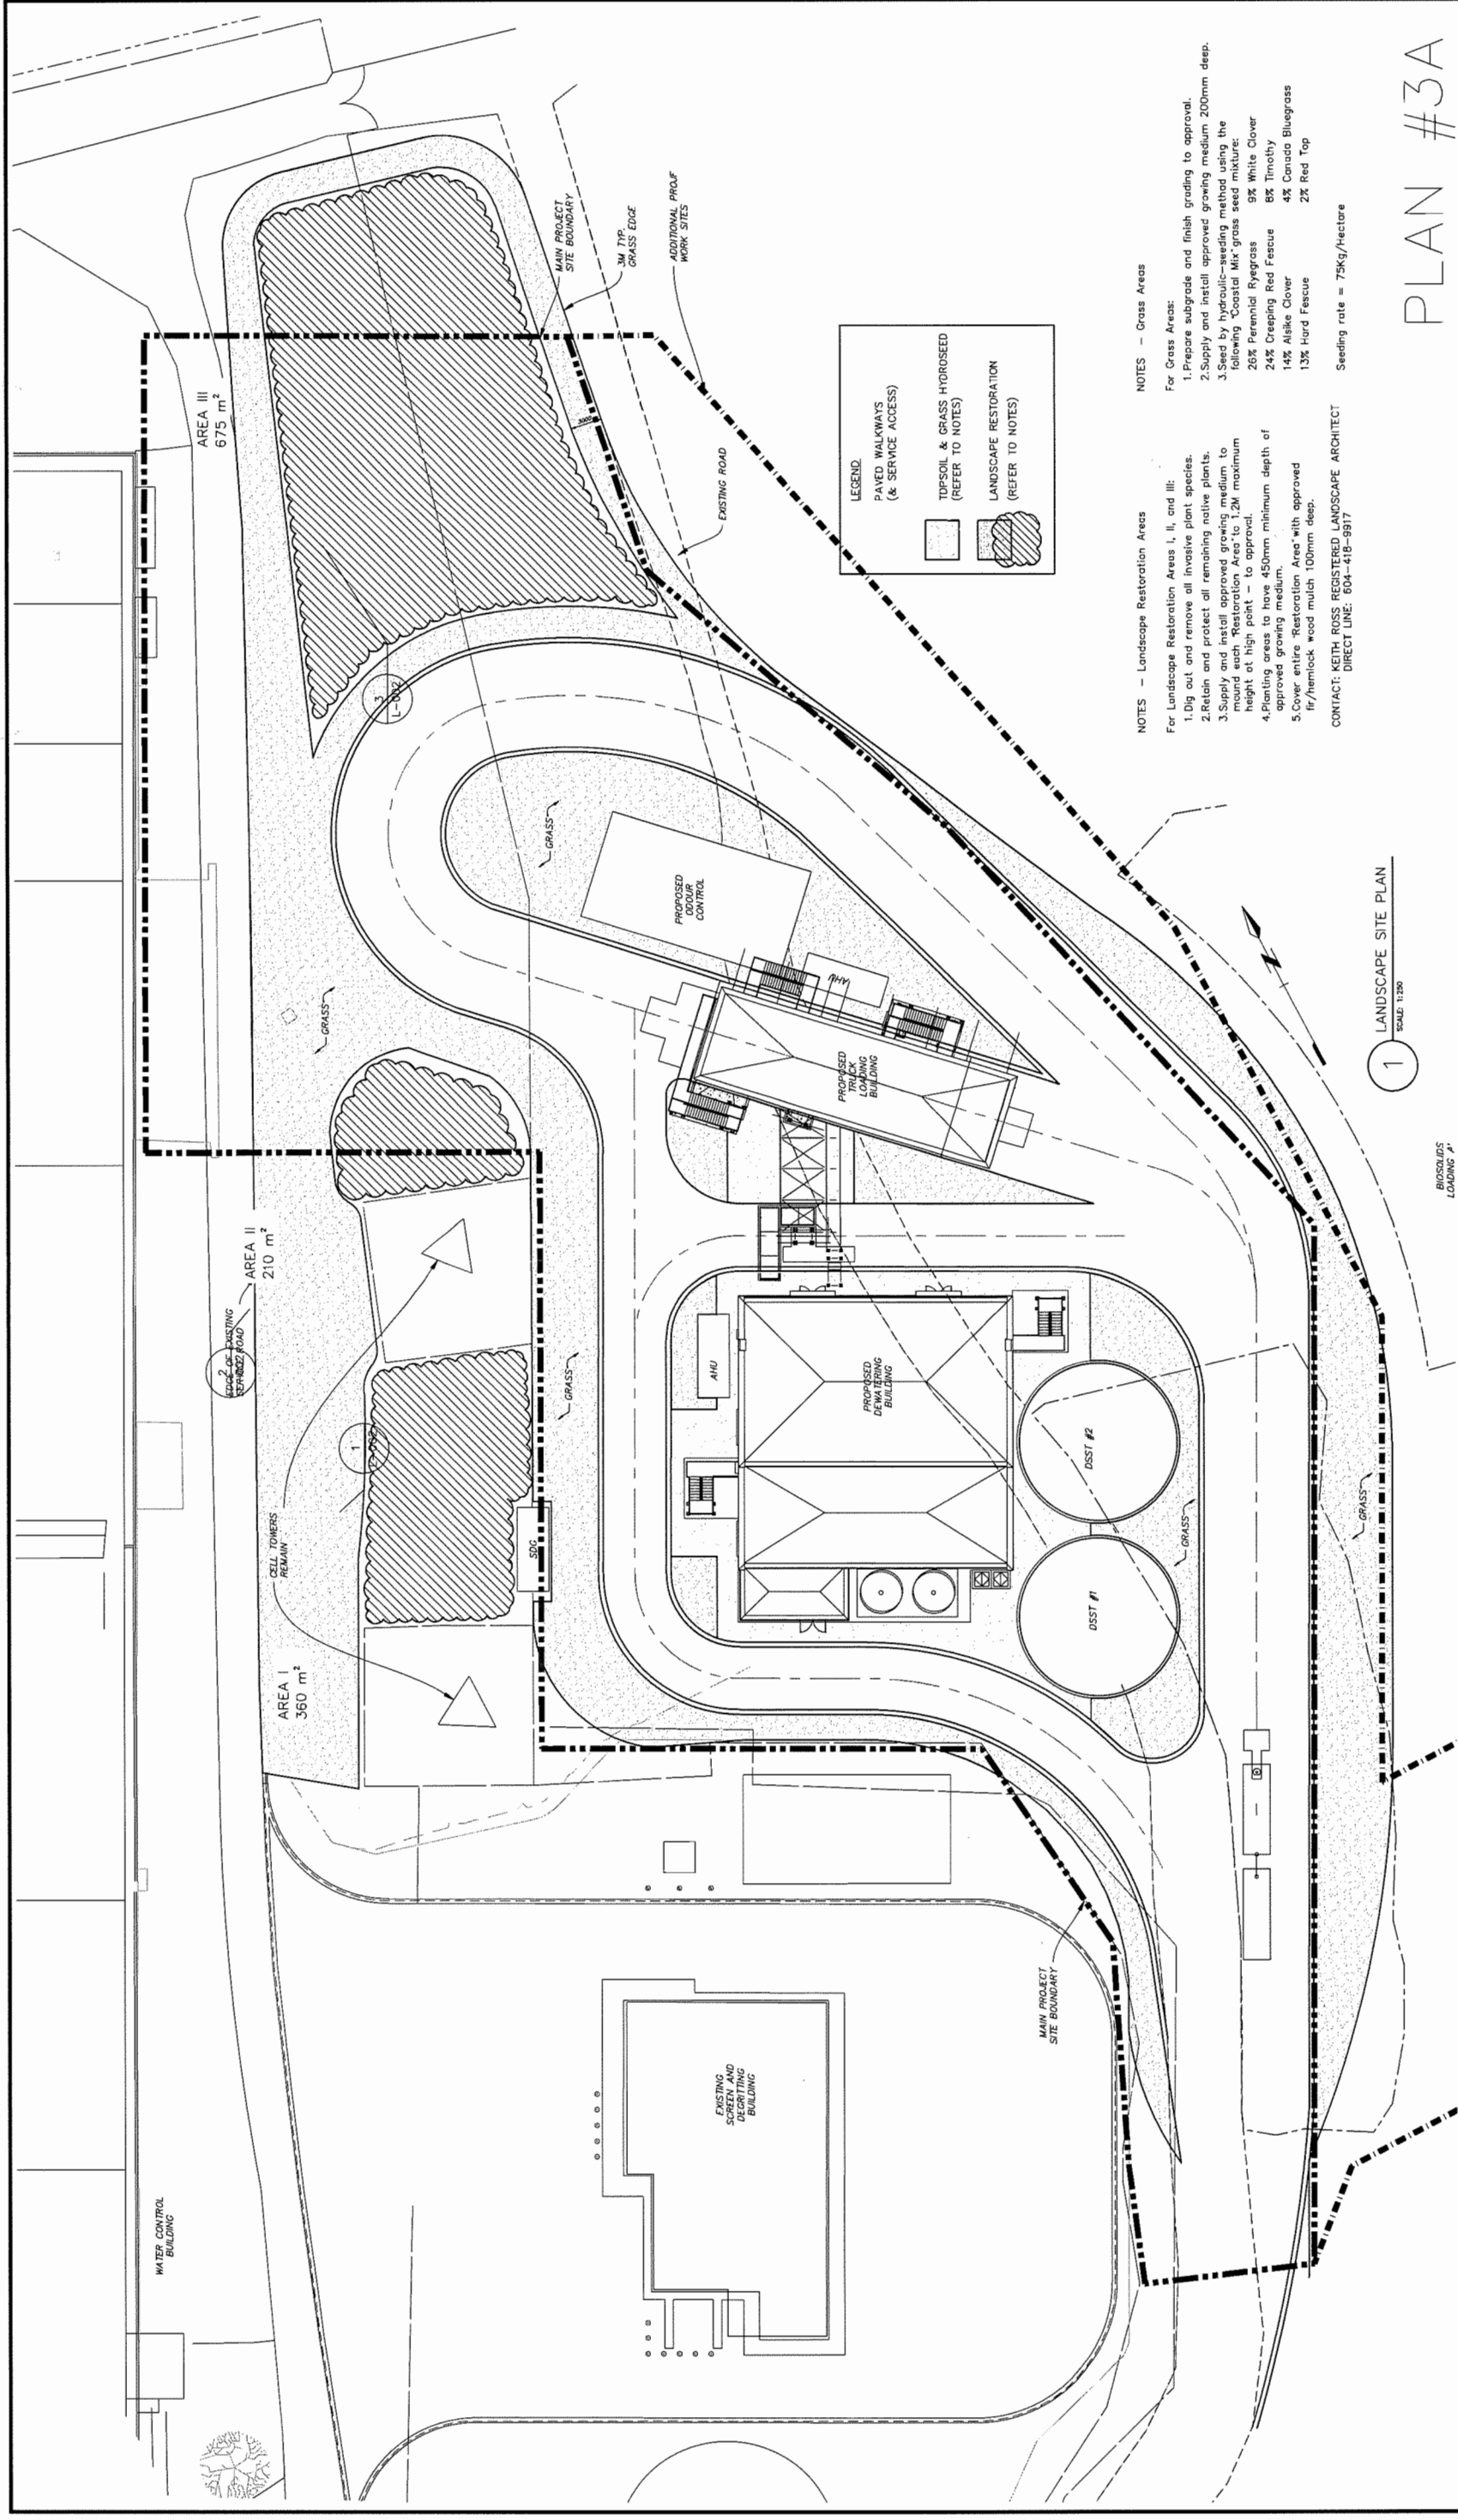 WATER CONTROL
BUILDING
AREA I
360 m²
CELL TOWERS
REMAIN
EDGE OF EXISTING
SERVICE ROAD
2
AREA II
210 m²
AREA III
675 m²
1
3
L-002
GRASS
GRASS
GRASS
GRASS
GRASS
SDG
AHU
AHU
EXISTING
SCREEN AND
DEGRITTING
BUILDING
PROPOSED
DEWATERING
BUILDING
PROPOSED
TRUCK
LOADING
BUILDING
PROPOSED
ODOUR
CONTROL
DSST #1
DSST #2
MAIN PROJECT
SITE BOUNDARY
MAIN PROJECT
SITE BOUNDARY
3M TYP.
GRASS EDGE
ADDITIONAL PROJE
WORK SITES
3000
EXISTING ROAD
LEGEND
PAVED WALKWAYS
(& SERVICE ACCESS)
TOPSOIL & GRASS HYDROSEED
(REFER TO NOTES)
LANDSCAPE RESTORATION
(REFER TO NOTES)
NOTES - Landscape Restoration Areas
For Landscape Restoration Areas I, II, and III:
1. Dig out and remove all invasive plant species.
2. Retain and protect all remaining native plants.
3. Supply and install approved growing medium to
mound each "Restoration Area" to 1.2M maximum
height at high point - to approval.
4. Planting areas to have 450mm minimum depth of
approved growing medium.
5. Cover entire "Restoration Area" with approved
fir/hemlock wood mulch 100mm deep.
CONTACT: KEITH ROSS REGISTERED LANDSCAPE ARCHITECT
DIRECT LINE: 604-418-9917
NOTES - Grass Areas
For Grass Areas:
1. Prepare subgrade and finish grading to approval.
2. Supply and install approved growing medium 200mm deep.
3. Seed by hydraulic-seeding method using the
following "Coastal Mix" grass seed mixture:
26% Perennial Ryegrass 9% White Clover
24% Creeping Red Fescue 8% Timothy
14% Alsike Clover 4% Canada Bluegrass
13% Hard Fescue 2% Red Top
Seeding rate = 75Kg/Hectare
1
LANDSCAPE SITE PLAN
SCALE: 1:250
BIOSOLIDS
LOADING A'
PLAN #3A